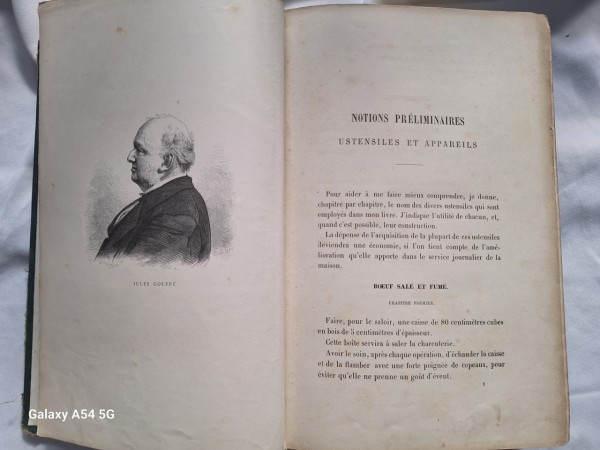 JULES GOUFFÉ
NOTIONS PRÉLIMINAIRES
USTENSILES ET APPAREILS
Pour aider à me faire mieux comprendre, je donne,
chapitre par chapitre, le nom des divers ustensiles qui sont
employés dans mon livre. J'indique l'utilité de chacun, et,
quand c'est possible, leur construction.
La dépense de l'acquisition de la plupart de ces ustensiles
deviendra une économie, si l'on tient compte de l'amé-
lioration qu'elle apporte dans le service journalier de la
maison.
BŒUF SALÉ ET FUMÉ.
CHAPITRE PREMIER.
Faire, pour le saloir, une caisse de 80 centimètres cubes
en bois de 5 centimètres d'épaisseur.
Cette boîte servira à saler la charcuterie.
Avoir le soin, après chaque opération, d'échauder la caisse
et de la flamber avec une forte poignée de copeaux, pour
éviter qu'elle ne prenne un goût d'évent.
Galaxy A54 5G